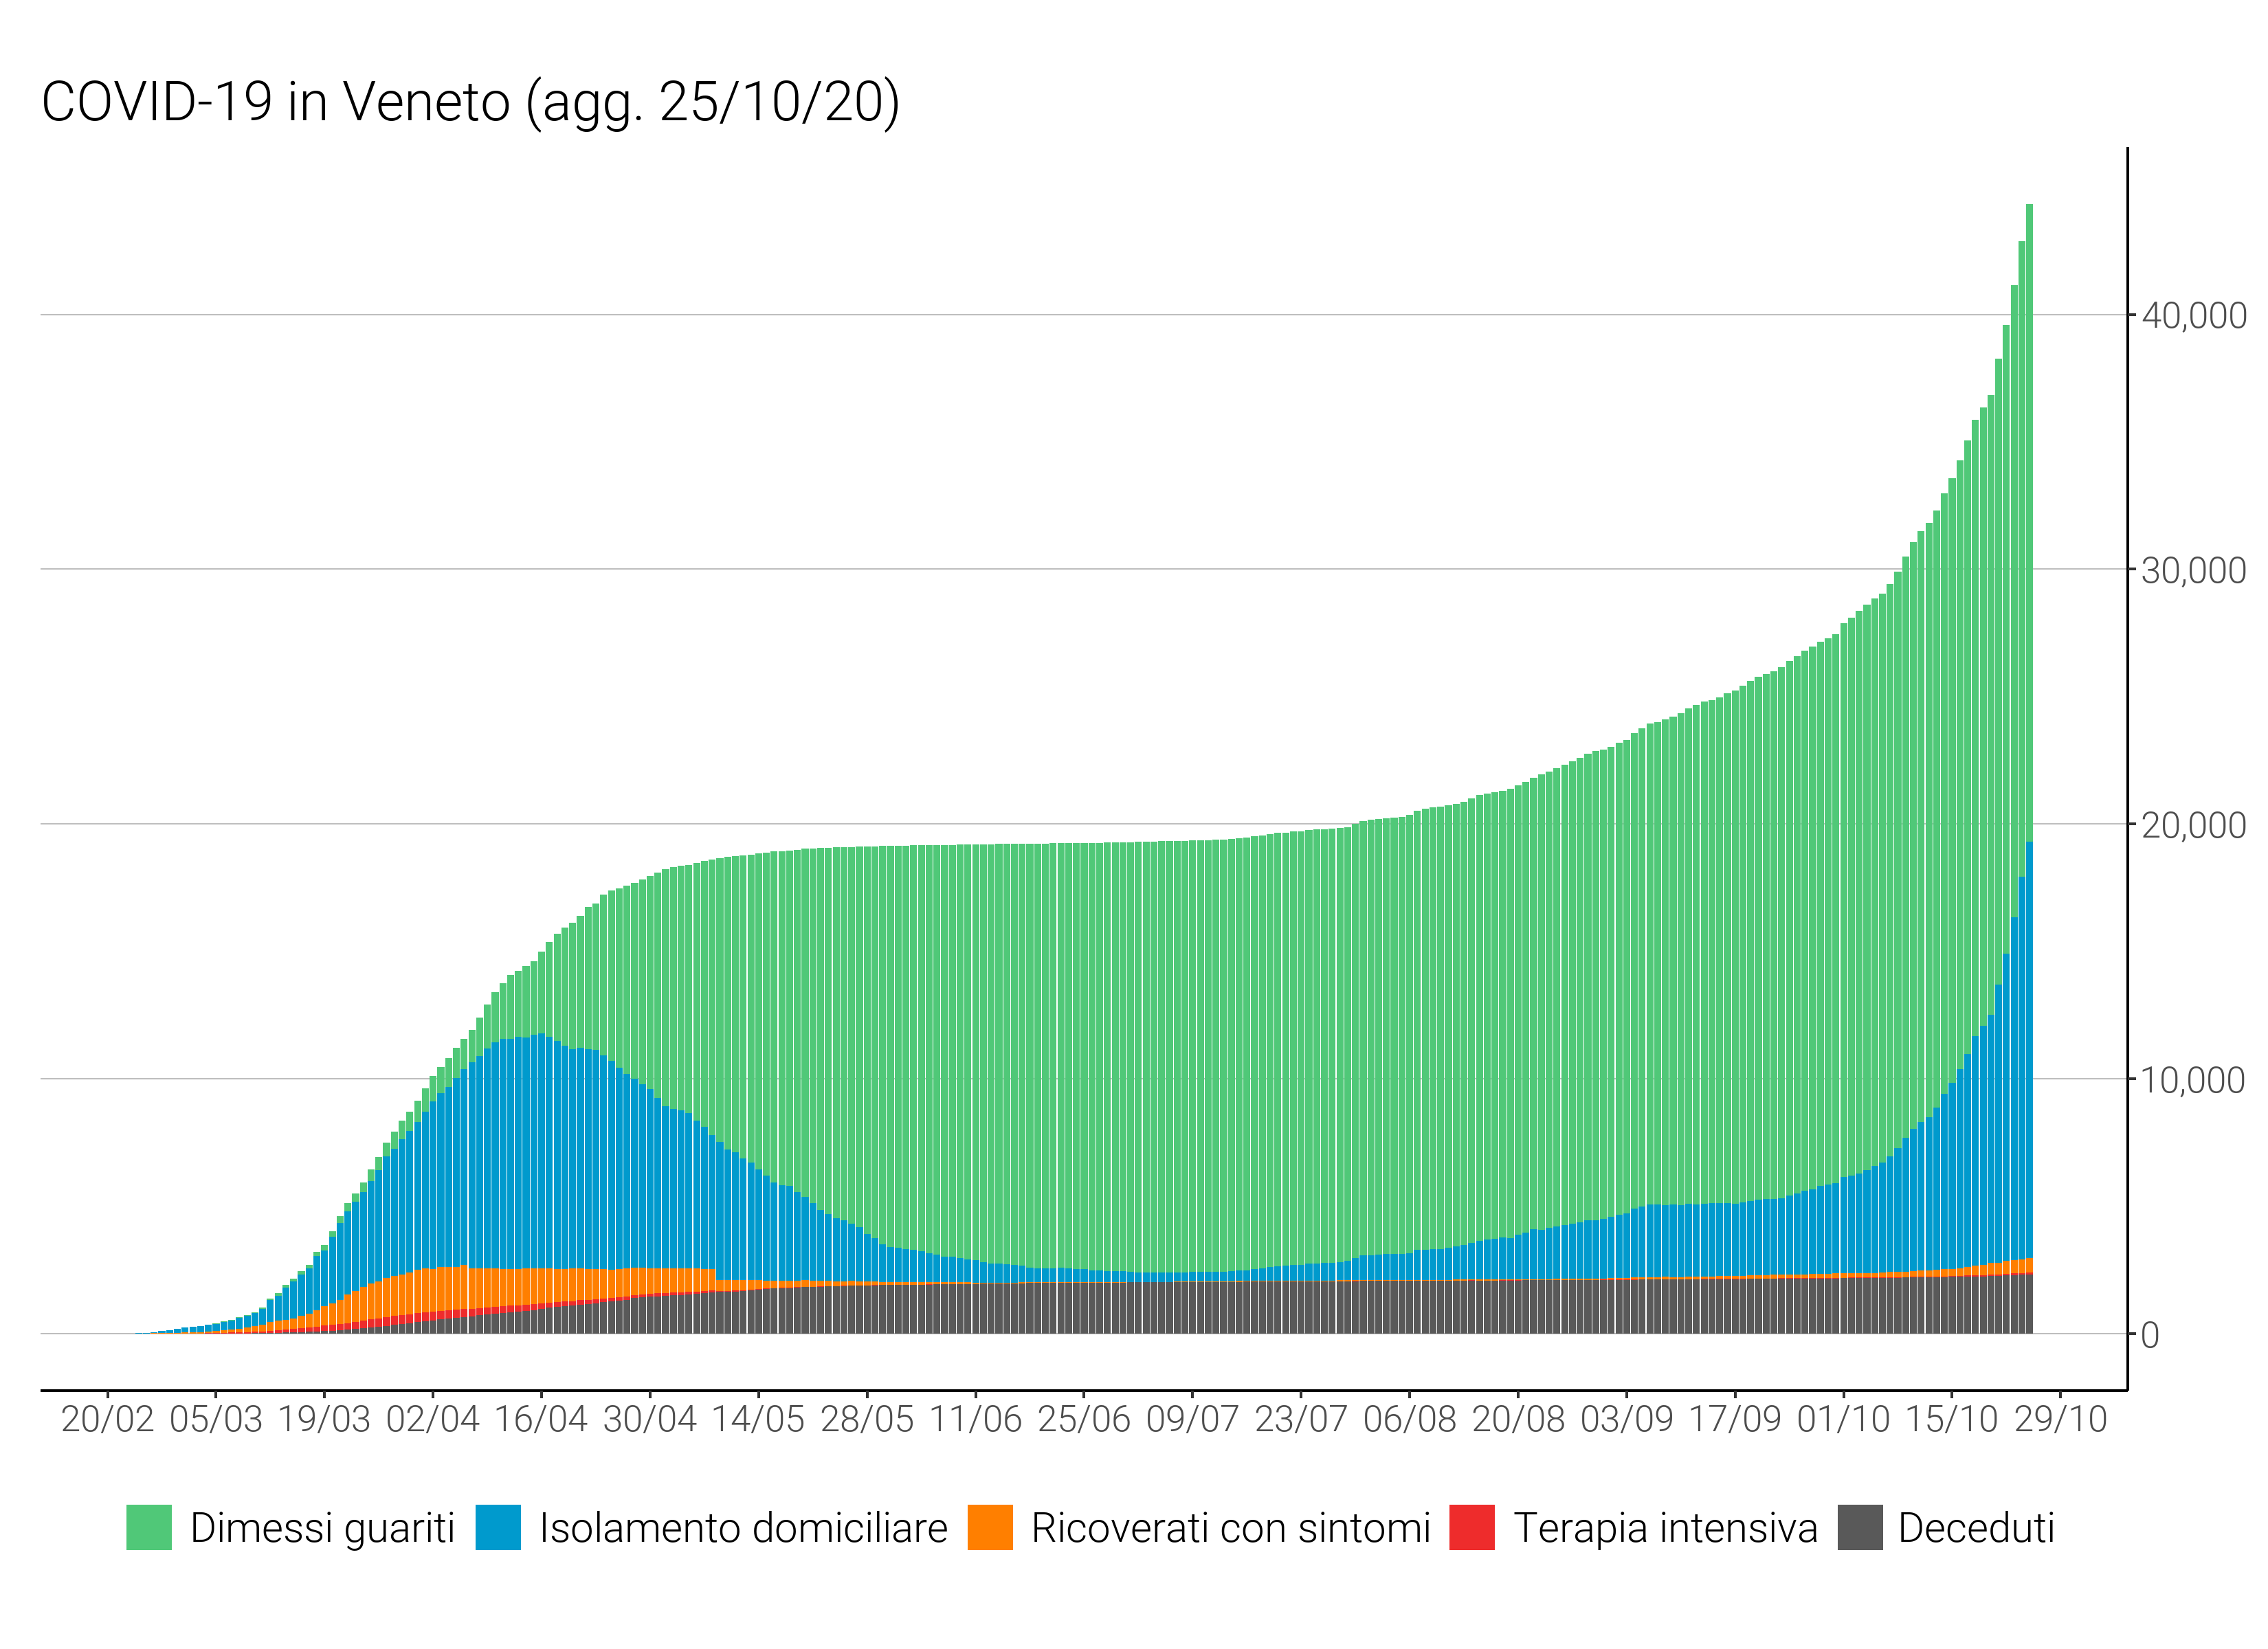 COVID-19 in Veneto (agg. 25/10/20)
40,000
30,000
20,000
10,000
0
20/02 05/03 19/03 02/04 16/04 30/04 14/05 28/05 11/06 25/06 09/07 23/07 06/08 20/08 03/09 17/09 01/10 15/10 29/10
Dimessi guariti Isolamento domiciliare Ricoverati con sintomi Terapia intensiva Deceduti